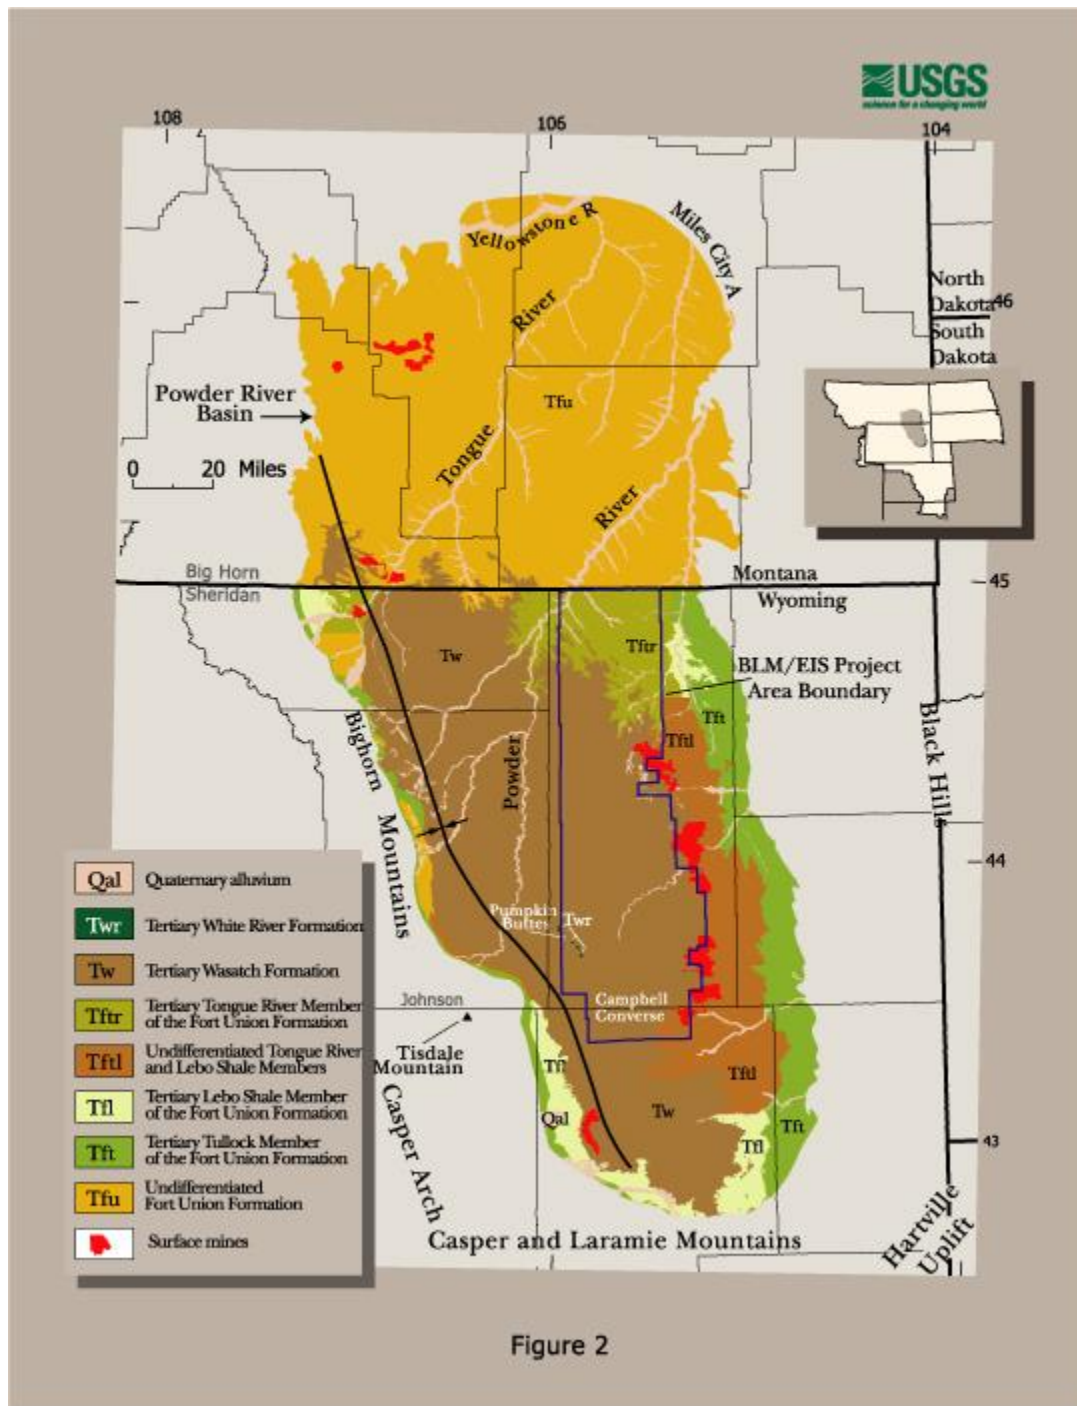 USGS
science for a changing world
108
106
104
Yellowstone R
Miles City A
North
Dakota
46
South
Dakota
River
Powder River
Basin
Tfu
0 20 Miles
Tongue
River
Big Horn
Sheridan
Montana
Wyoming
45
Tw
Tftr
BLM/EIS Project
Area Boundary
Bighorn
Mountains
Powder
Tft
Tftl
Black Hills
44
Pumpkin
Buttes
Twr
Johnson
Campbell
Converse
Tisdale
Mountain
Casper Arch
Tfl
Tftl
Qal
Tw
Tft
Tfl
43
Casper and Laramie Mountains
Hartville
Uplift
Qal Quaternary alluvium
Twr Tertiary White River Formation
Tw Tertiary Wasatch Formation
Tftr Tertiary Tongue River Member
of the Fort Union Formation
Tftl Undifferentiated Tongue River
and Lebo Shale Members
Tfl Tertiary Lebo Shale Member
of the Fort Union Formation
Tft Tertiary Tullock Member
of the Fort Union Formation
Tfu Undifferentiated
Fort Union Formation
Surface mines
Figure 2